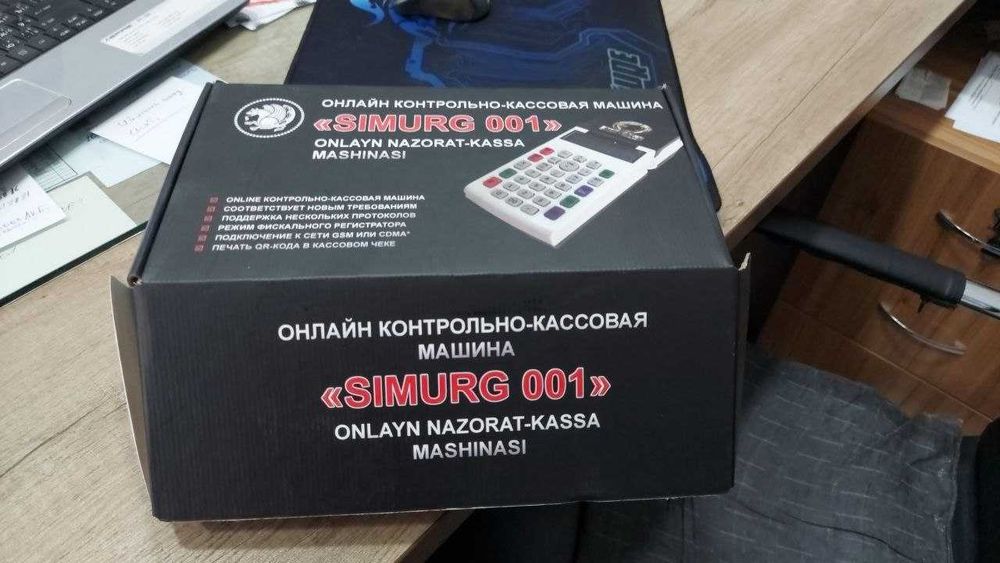 ОНЛАЙН КОНТРОЛЬНО-КАССОВАЯ МАШИНА
«SIMURG 001»
ONLAYN NAZORAT-KASSA
MASHINASI
ONLINE КОНТРОЛЬНО-КАССОВАЯ МАШИНА
СООТВЕТСТВУЕТ НОВЫМ ТРЕБОВАНИЯМ
ПОДДЕРЖКА НЕСКОЛЬКИХ ПРОТОКОЛОВ
РЕЖИМ ФИСКАЛЬНОГО РЕГИСТРАТОРА
ПОДКЛЮЧЕНИЕ К СЕТИ GSM ИЛИ CDMA*
ПЕЧАТЬ QR-КОДА В КАССОВОМ ЧЕКЕ
ОНЛАЙН КОНТРОЛЬНО-КАССОВАЯ
МАШИНА
«SIMURG 001»
ONLAYN NAZORAT-KASSA
MASHINASI